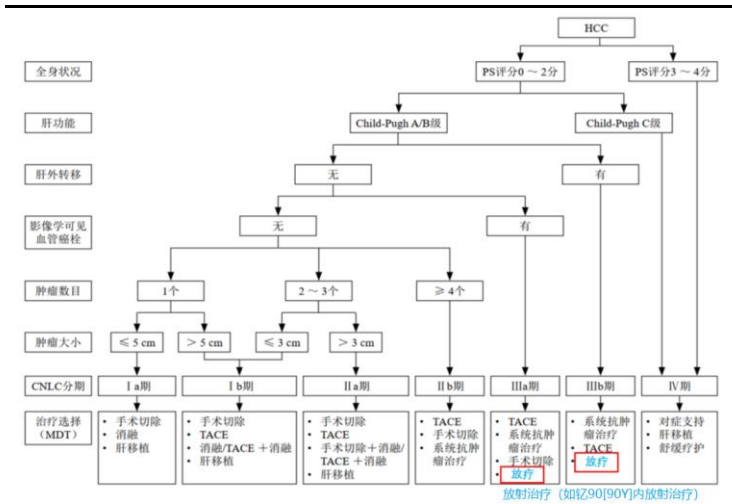 HCC
全身状况
PS评分0～2分
PS评分3～4分
肝功能
Child-Pugh A/B级
Child-Pugh C级
肝外转移
无
有
影像学可见
血管癌栓
无
有
肿瘤数目
1个
2～3个
≥4个
肿瘤大小
≤5 cm
＞5 cm
≤3 cm
＞3 cm
CNLC分期
Ⅰa期
Ⅰb期
Ⅱa期
Ⅱb期
Ⅲa期
Ⅲb期
Ⅳ期
治疗选择
（MDT）
• 手术切除
• 消融
• 肝移植
• 手术切除
• TACE
• 消融/TACE＋消融
• 肝移植
• 手术切除
• TACE
• 手术切除＋消融/
TACE＋消融
• 肝移植
• TACE
• 手术切除
• 系统抗肿
瘤治疗
• TACE
• 系统抗肿
瘤治疗
• 手术切除
• 放疗
• 系统抗肿
瘤治疗
• TACE
• 放疗
• 对症支持
• 肝移植
• 舒缓疗护
放射治疗（如钇90[90Y]内放射治疗）